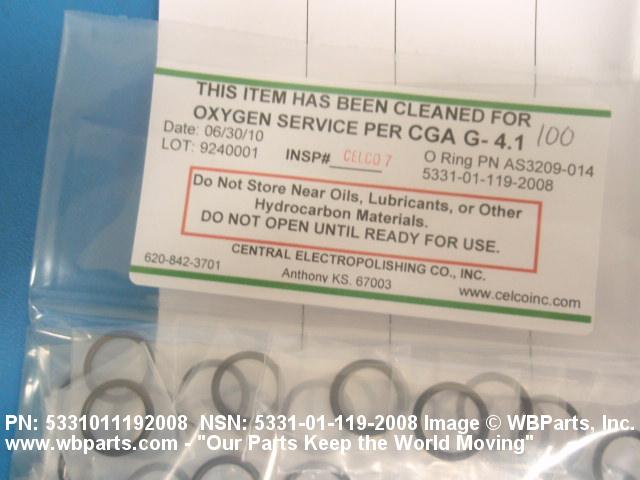 THIS ITEM HAS BEEN CLEANED FOR
OXYGEN SERVICE PER CGA G- 4.1
100
Date: 06/30/10
LOT: 9240001
INSP# CELCO 7
O Ring PN AS3209-014
5331-01-119-2008
Do Not Store Near Oils, Lubricants, or Other
Hydrocarbon Materials.
DO NOT OPEN UNTIL READY FOR USE.
CENTRAL ELECTROPOLISHING CO., INC.
620-842-3701
Anthony KS. 67003
www.celcoinc.com
PN: 5331011192008 NSN: 5331-01-119-2008 Image © WBParts, Inc.
www.wbparts.com - "Our Parts Keep the World Moving"